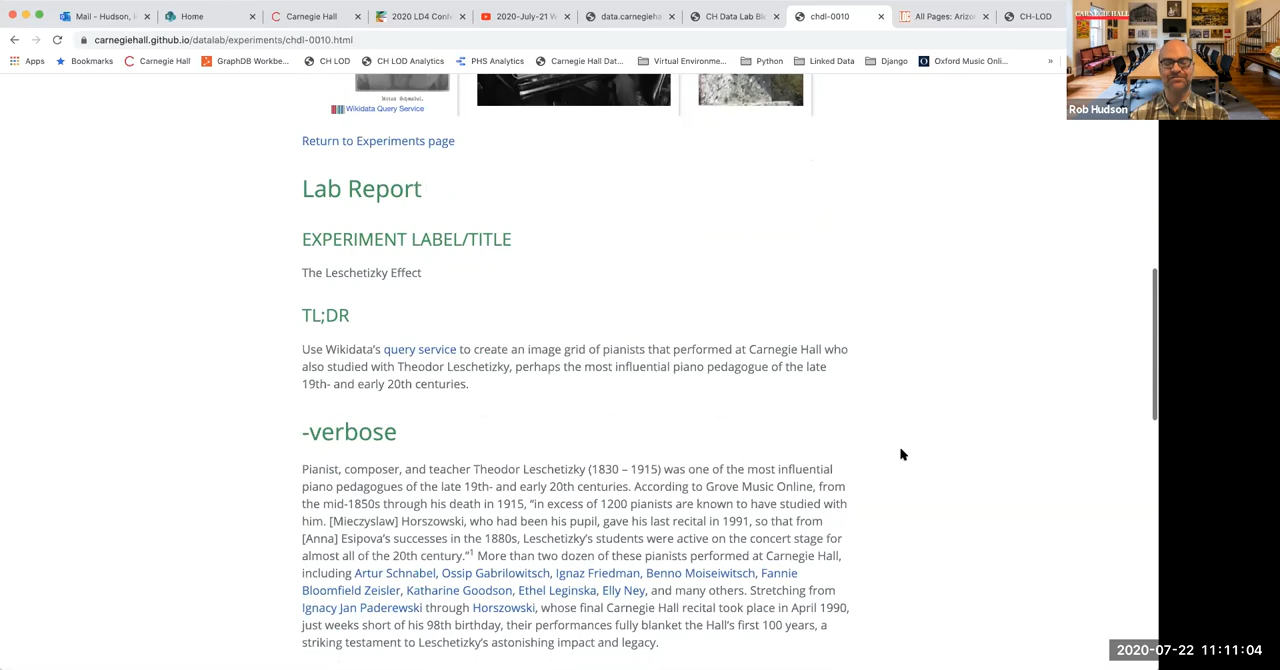 Mail - Hudson,
Home
Carnegie Hall
2020 LD4 Conf
2020-July-21 W
data.carnegieha
CH Data Lab Blo
chdl-0010
All Pages: Arizo
CH-LOD
carnegiehall.github.io/datalab/experiments/chdl-0010.html
Apps
Bookmarks
Carnegie Hall
GraphDB Workbe...
CH LOD
CH LOD Analytics
PHS Analytics
Carnegie Hall Dat...
Virtual Environme...
Python
Linked Data
Django
Oxford Music Onli...
»
CARNEGIE HALL
Rob Hudson
Wikidata Query Service
Return to Experiments page
Lab Report
EXPERIMENT LABEL/TITLE
The Leschetizky Effect
TL;DR
Use Wikidata's query service to create an image grid of pianists that performed at Carnegie Hall who
also studied with Theodor Leschetizky, perhaps the most influential piano pedagogue of the late
19th- and early 20th centuries.
-verbose
Pianist, composer, and teacher Theodor Leschetizky (1830 – 1915) was one of the most influential
piano pedagogues of the late 19th- and early 20th centuries. According to Grove Music Online, from
the mid-1850s through his death in 1915, "in excess of 1200 pianists are known to have studied with
him. [Mieczyslaw] Horszowski, who had been his pupil, gave his last recital in 1991, so that from
[Anna] Esipova's successes in the 1880s, Leschetizky's students were active on the concert stage for
almost all of the 20th century."1 More than two dozen of these pianists performed at Carnegie Hall,
including Artur Schnabel, Ossip Gabrilowitsch, Ignaz Friedman, Benno Moiseiwitsch, Fannie
Bloomfield Zeisler, Katharine Goodson, Ethel Leginska, Elly Ney, and many others. Stretching from
Ignacy Jan Paderewski through Horszowski, whose final Carnegie Hall recital took place in April 1990,
just weeks short of his 98th birthday, their performances fully blanket the Hall's first 100 years, a
striking testament to Leschetizky's astonishing impact and legacy.
2020-07-22 11:11:04